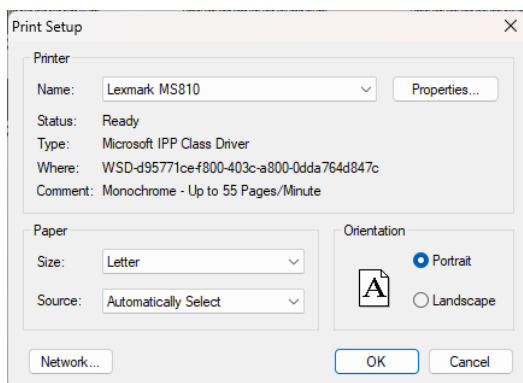 Print Setup
Printer
Name: Lexmark MS810 Properties...
Status: Ready
Type: Microsoft IPP Class Driver
Where: WSD-d95771ce-f800-403c-a800-0dda764d847c
Comment: Monochrome - Up to 55 Pages/Minute
Paper
Size: Letter
Source: Automatically Select
Orientation
A
Portrait
Landscape
Network... OK Cancel